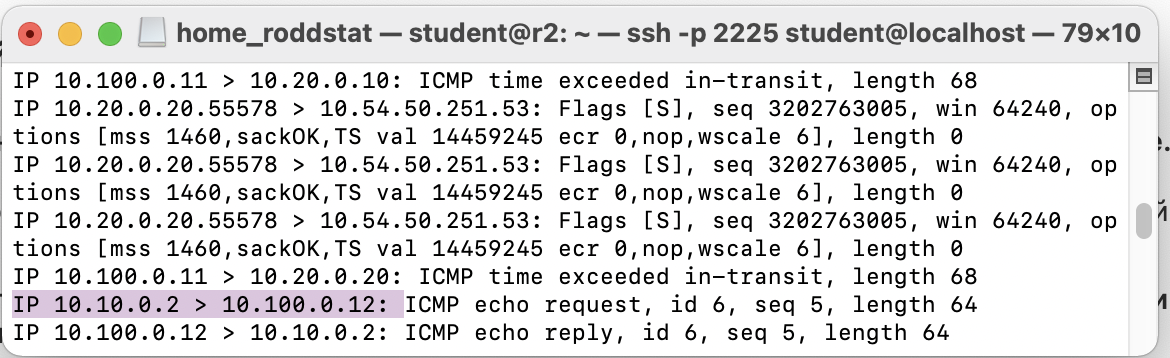 home_roddstat — student@r2: ~ — ssh -p 2225 student@localhost — 79×10
IP 10.100.0.11 > 10.20.0.10: ICMP time exceeded in-transit, length 68
IP 10.20.0.20.55578 > 10.54.50.251.53: Flags [S], seq 3202763005, win 64240, op
tions [mss 1460,sackOK,TS val 14459245 ecr 0,nop,wscale 6], length 0
IP 10.20.0.20.55578 > 10.54.50.251.53: Flags [S], seq 3202763005, win 64240, op
tions [mss 1460,sackOK,TS val 14459245 ecr 0,nop,wscale 6], length 0
IP 10.20.0.20.55578 > 10.54.50.251.53: Flags [S], seq 3202763005, win 64240, op
tions [mss 1460,sackOK,TS val 14459245 ecr 0,nop,wscale 6], length 0
IP 10.100.0.11 > 10.20.0.20: ICMP time exceeded in-transit, length 68
IP 10.10.0.2 > 10.100.0.12: ICMP echo request, id 6, seq 5, length 64
IP 10.100.0.12 > 10.10.0.2: ICMP echo reply, id 6, seq 5, length 64